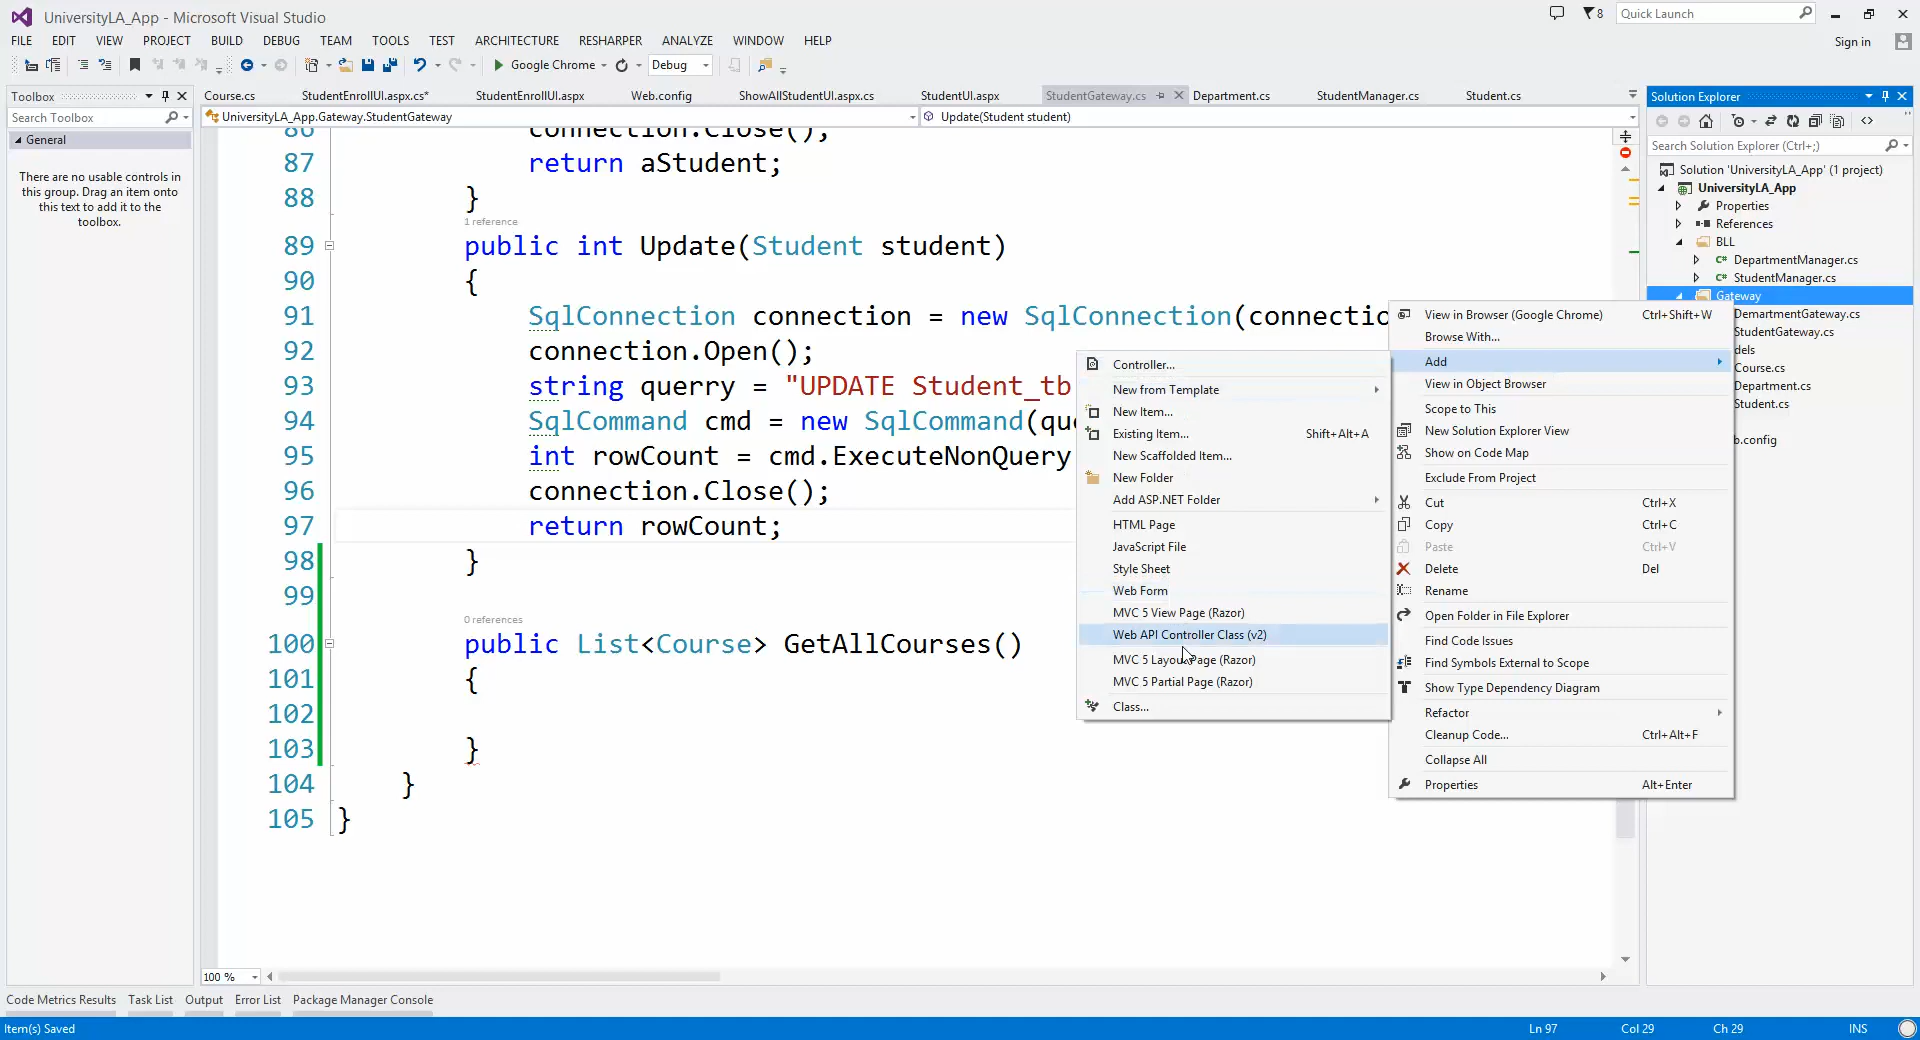 UniversityLA_App - Microsoft Visual Studio
8
Quick Launch
FILE EDIT VIEW PROJECT BUILD DEBUG TEAM TOOLS TEST ARCHITECTURE RESHARPER ANALYZE WINDOW HELP
Sign in
Google Chrome
Debug
Toolbox
Search Toolbox
General
There are no usable controls in
this group. Drag an item onto
this text to add it to the
toolbox.
Course.cs StudentEnrollUI.aspx.cs* StudentEnrollUI.aspx Web.config ShowAllStudentUI.aspx.cs StudentUI.aspx StudentGateway.cs Department.cs StudentManager.cs Student.cs
UniversityLA_App.Gateway.StudentGateway
Update(Student student)
86 connection.Close();
87 return aStudent;
88 }
1 reference
89 public int Update(Student student)
90 {
91 SqlConnection connection = new SqlConnection(connectio
92 connection.Open();
93 string querry = "UPDATE Student_tb
94 SqlCommand cmd = new SqlCommand(que
95 int rowCount = cmd.ExecuteNonQuery
96 connection.Close();
97 return rowCount;
98 }
99
0 references
100 public List<Course> GetAllCourses()
101 {
102
103 }
104 }
105 }
Controller...
New from Template
New Item...
Existing Item... Shift+Alt+A
New Scaffolded Item...
New Folder
Add ASP.NET Folder
HTML Page
JavaScript File
Style Sheet
Web Form
MVC 5 View Page (Razor)
Web API Controller Class (v2)
MVC 5 Layout Page (Razor)
MVC 5 Partial Page (Razor)
Class...
View in Browser (Google Chrome) Ctrl+Shift+W
Browse With...
Add
View in Object Browser
Scope to This
New Solution Explorer View
Show on Code Map
Exclude From Project
Cut Ctrl+X
Copy Ctrl+C
Paste Ctrl+V
Delete Del
Rename
Open Folder in File Explorer
Find Code Issues
Find Symbols External to Scope
Show Type Dependency Diagram
Refactor
Cleanup Code... Ctrl+Alt+F
Collapse All
Properties Alt+Enter
Solution Explorer
Search Solution Explorer (Ctrl+;)
Solution 'UniversityLA_App' (1 project)
UniversityLA_App
Properties
References
BLL
DepartmentManager.cs
StudentManager.cs
Gateway
DemartmentGateway.cs
StudentGateway.cs
dels
Course.cs
Department.cs
Student.cs
b.config
100 %
Code Metrics Results Task List Output Error List Package Manager Console
Item(s) Saved
Ln 97 Col 29 Ch 29 INS